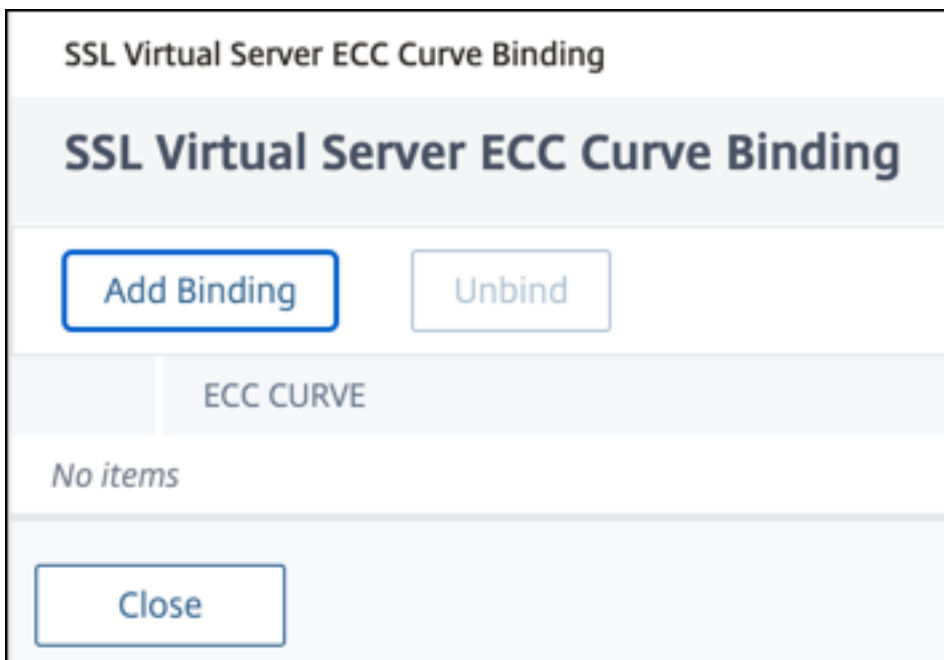 SSL Virtual Server ECC Curve Binding
SSL Virtual Server ECC Curve Binding
Add Binding Unbind
ECC CURVE
No items
Close